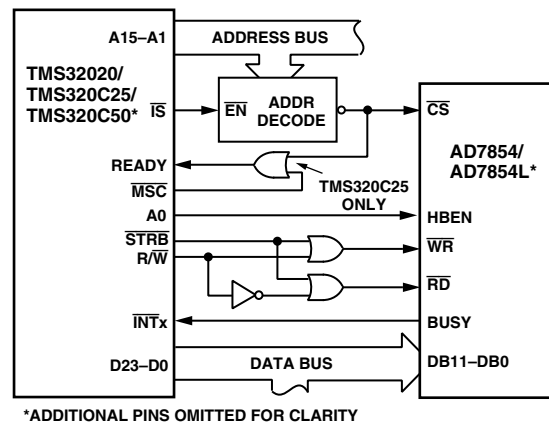 A15–A1
ADDRESS BUS
TMS32020/
TMS320C25/
TMS320C50*
IS
EN
ADDR
DECODE
CS
AD7854/
AD7854L*
READY
TMS320C25
ONLY
MSC
A0
HBEN
STRB
R/W
WR
RD
INTx
BUSY
D23–D0
DATA BUS
DB11–DB0
*ADDITIONAL PINS OMITTED FOR CLARITY